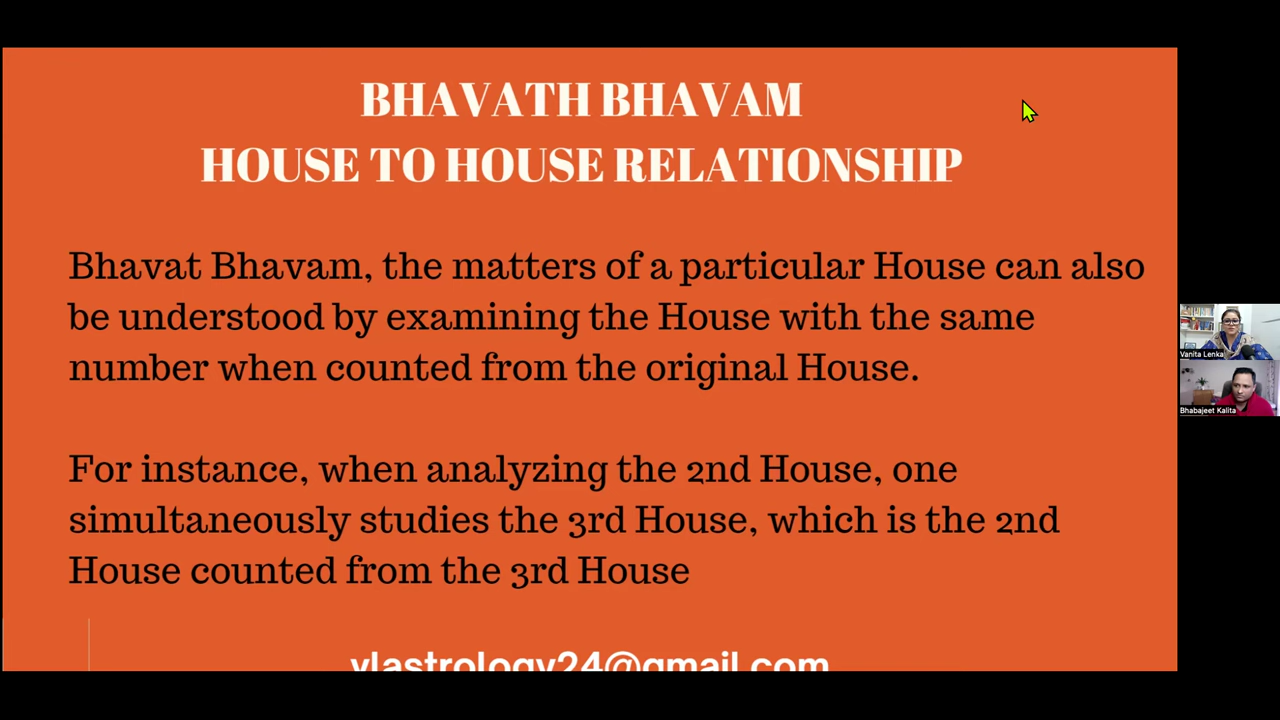 BHAVATH BHAVAM
HOUSE TO HOUSE RELATIONSHIP
Bhavat Bhavam, the matters of a particular House can also
be understood by examining the House with the same
number when counted from the original House.
For instance, when analyzing the 2nd House, one
simultaneously studies the 3rd House, which is the 2nd
House counted from the 3rd House
vlastrology24@gmail.com
Vanita Lenka
Bhabajeet Kalita